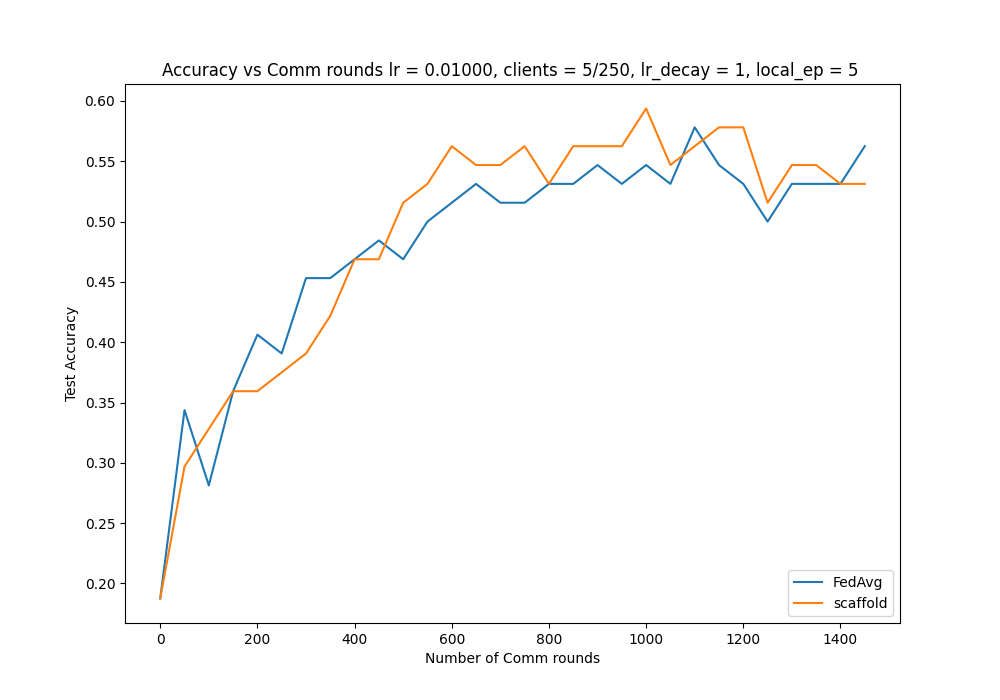 Accuracy vs Comm rounds lr = 0.01000, clients = 5/250, lr_decay = 1, local_ep = 5
0.60
0.55
0.50
0.45
0.40
0.35
0.30
0.25
0.20
Test Accuracy
0 200 400 600 800 1000 1200 1400
Number of Comm rounds
FedAvg
scaffold